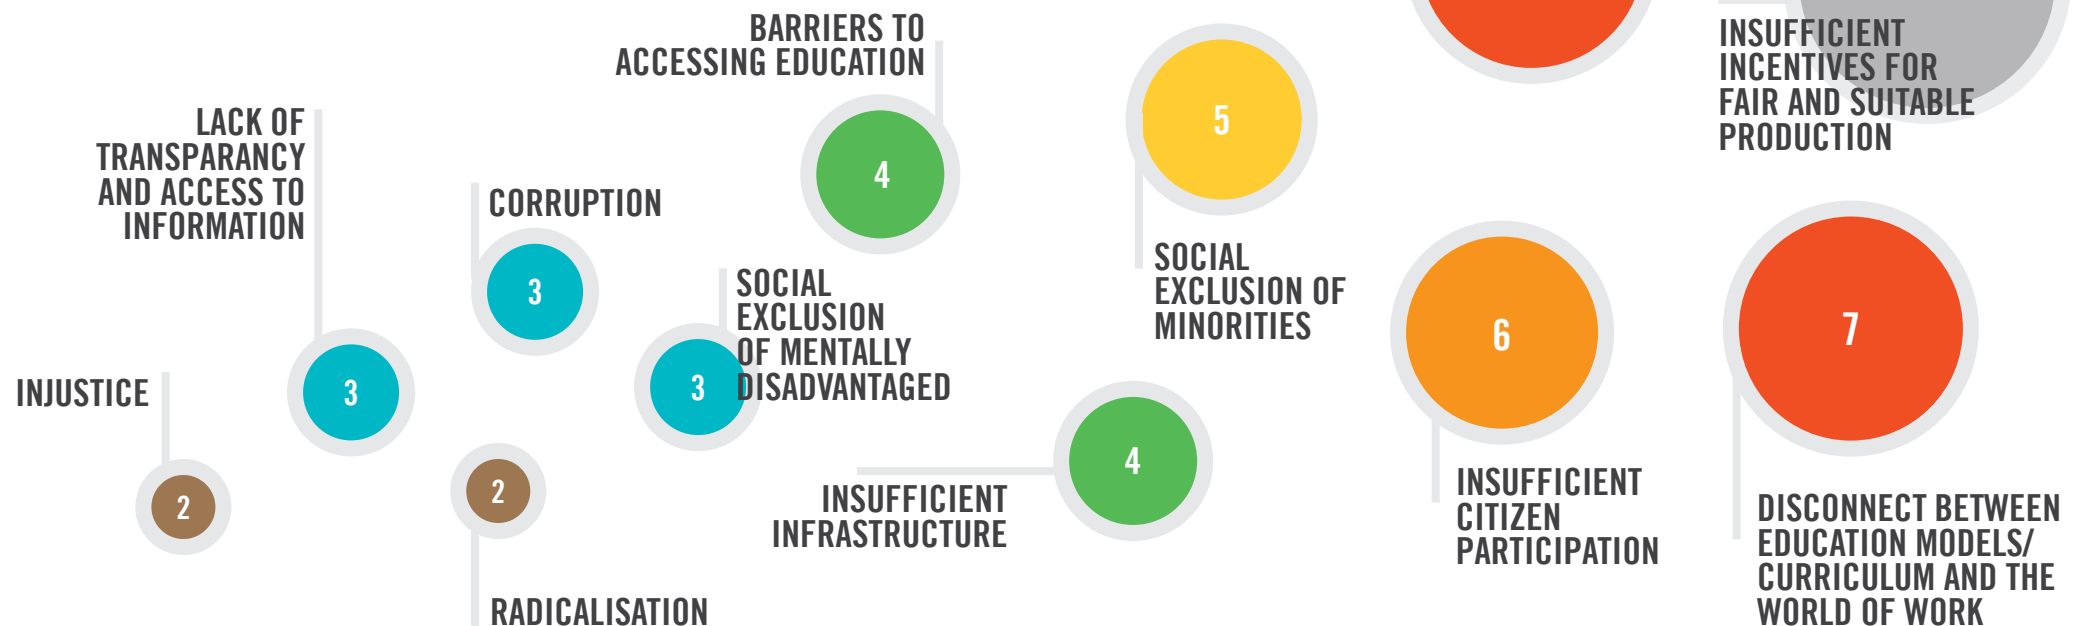 BARRIERS TO
ACCESSING EDUCATION
4
5
INSUFFICIENT
INCENTIVES FOR
FAIR AND SUITABLE
PRODUCTION
LACK OF
TRANSPARANCY
AND ACCESS TO
INFORMATION
3
CORRUPTION
3
SOCIAL
EXCLUSION
OF MENTALLY
DISADVANTAGED
3
SOCIAL
EXCLUSION OF
MINORITIES
6
7
INJUSTICE
2
2
RADICALISATION
INSUFFICIENT
INFRASTRUCTURE
4
INSUFFICIENT
CITIZEN
PARTICIPATION
DISCONNECT BETWEEN
EDUCATION MODELS/
CURRICULUM AND THE
WORLD OF WORK